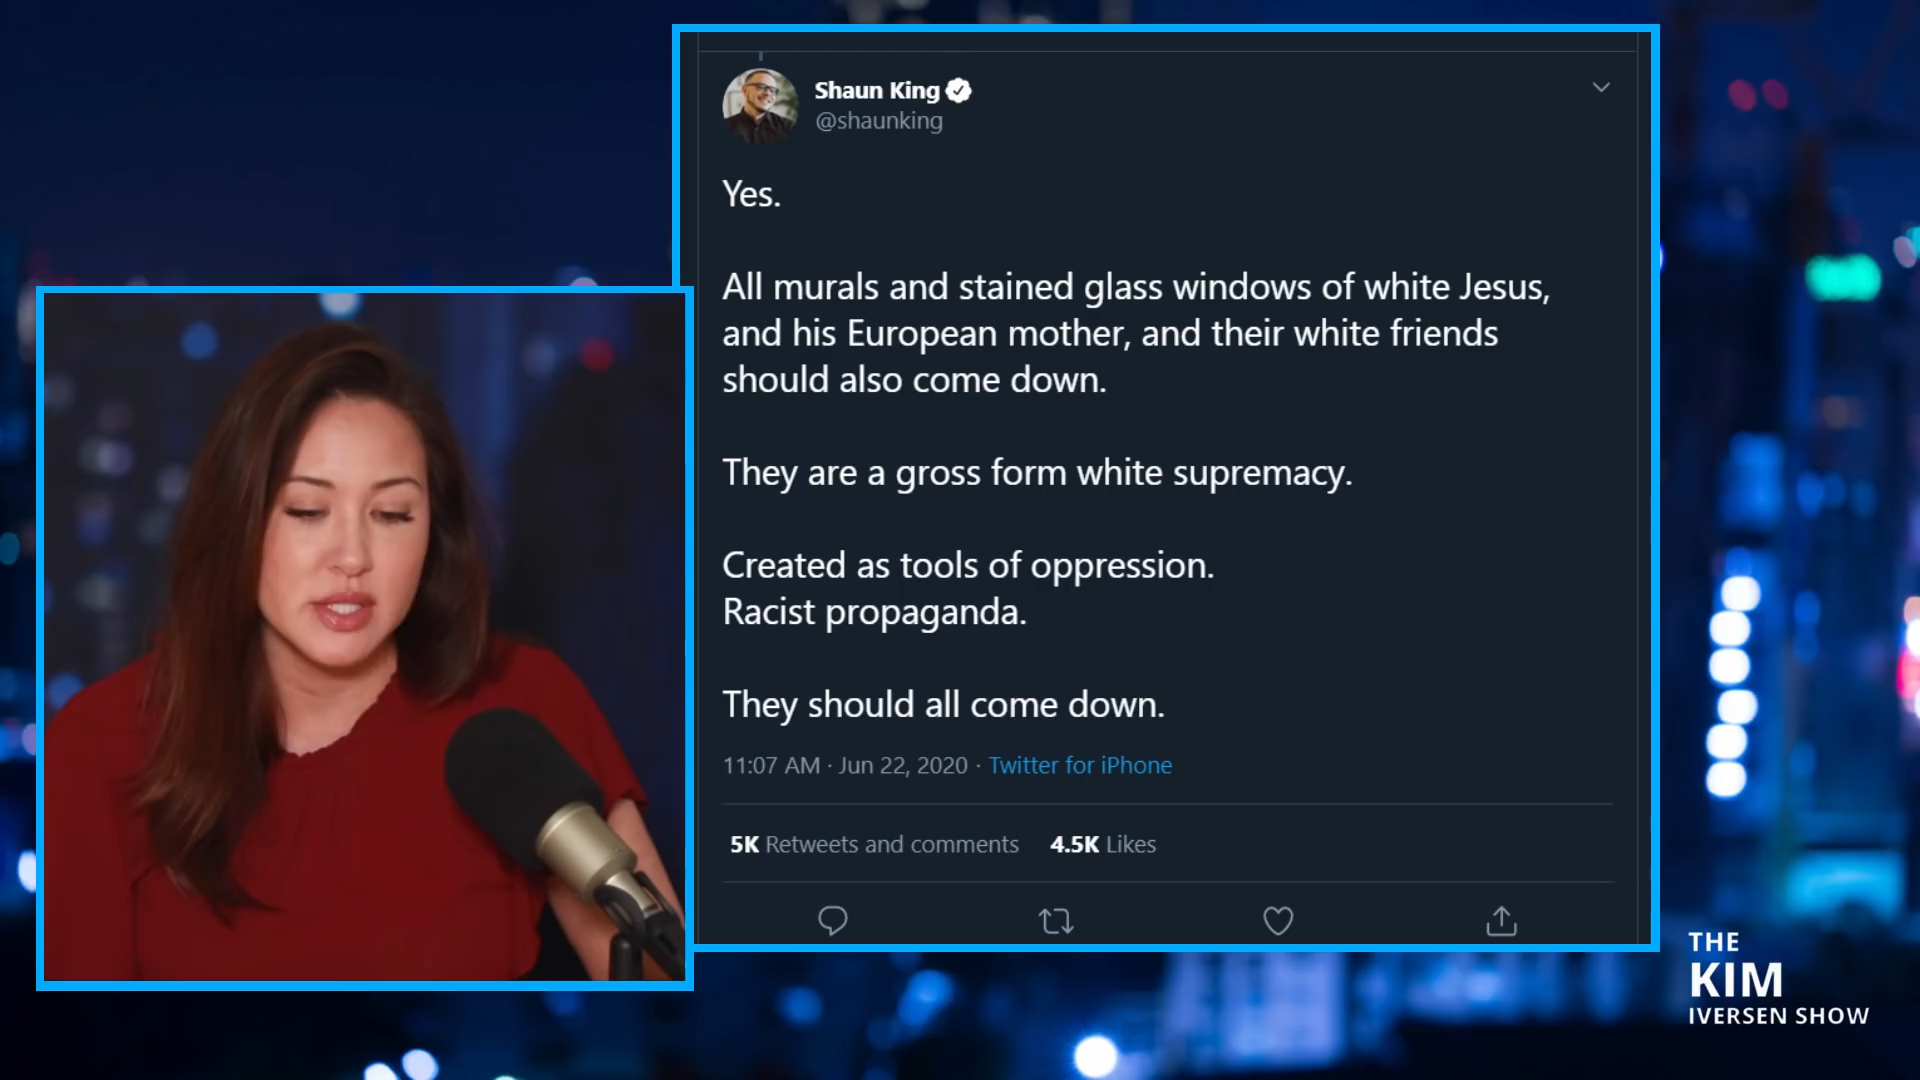 Shaun King
@shaunking
Yes.
All murals and stained glass windows of white Jesus,
and his European mother, and their white friends
should also come down.
They are a gross form white supremacy.
Created as tools of oppression.
Racist propaganda.
They should all come down.
11:07 AM · Jun 22, 2020 · Twitter for iPhone
5K Retweets and comments 4.5K Likes
THE
KIM
IVERSEN SHOW